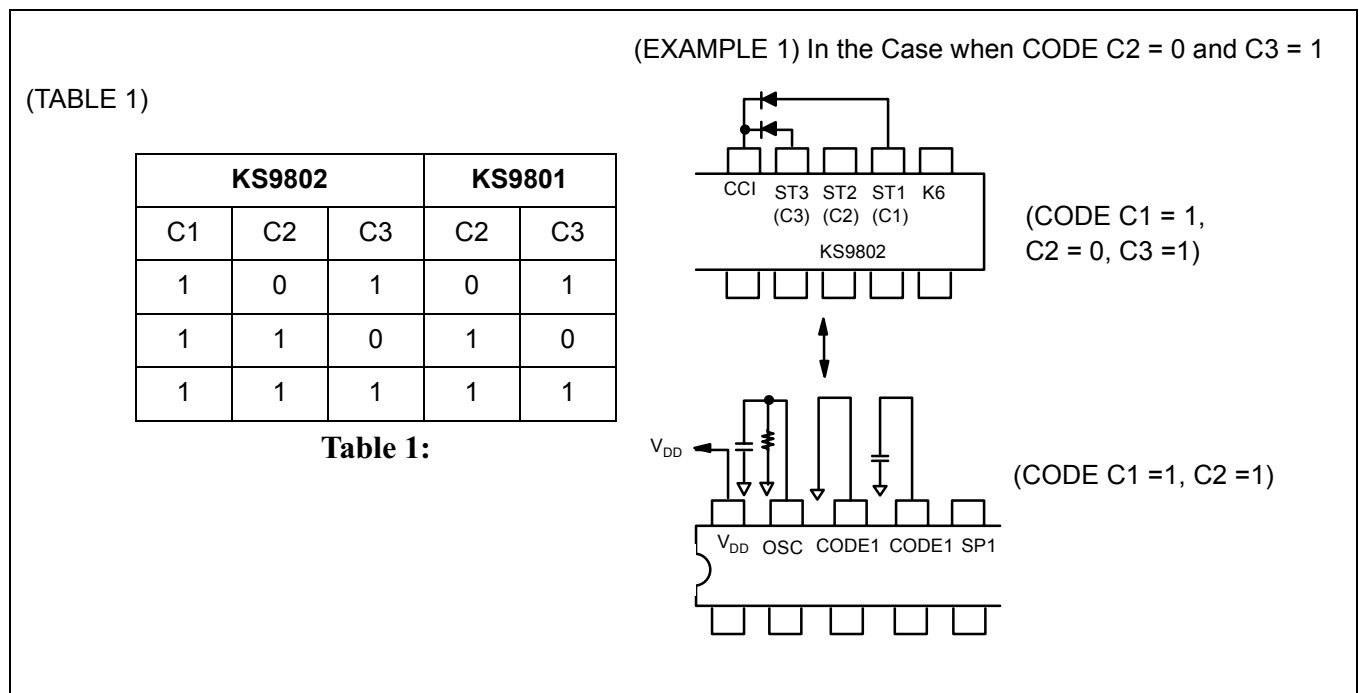 (EXAMPLE 1) In the Case when CODE C2 = 0 and C3 = 1
(TABLE 1)
KS9802 KS9801
C1 C2 C3 C2 C3
1 0 1 0 1
1 1 0 1 0
1 1 1 1 1
Table 1:
CCI ST3 ST2 ST1 K6
(C3) (C2) (C1)
KS9802
(CODE C1 = 1,
C2 = 0, C3 =1)
VDD
(CODE C1 =1, C2 =1)
VDD OSC CODE1 CODE1 SP1